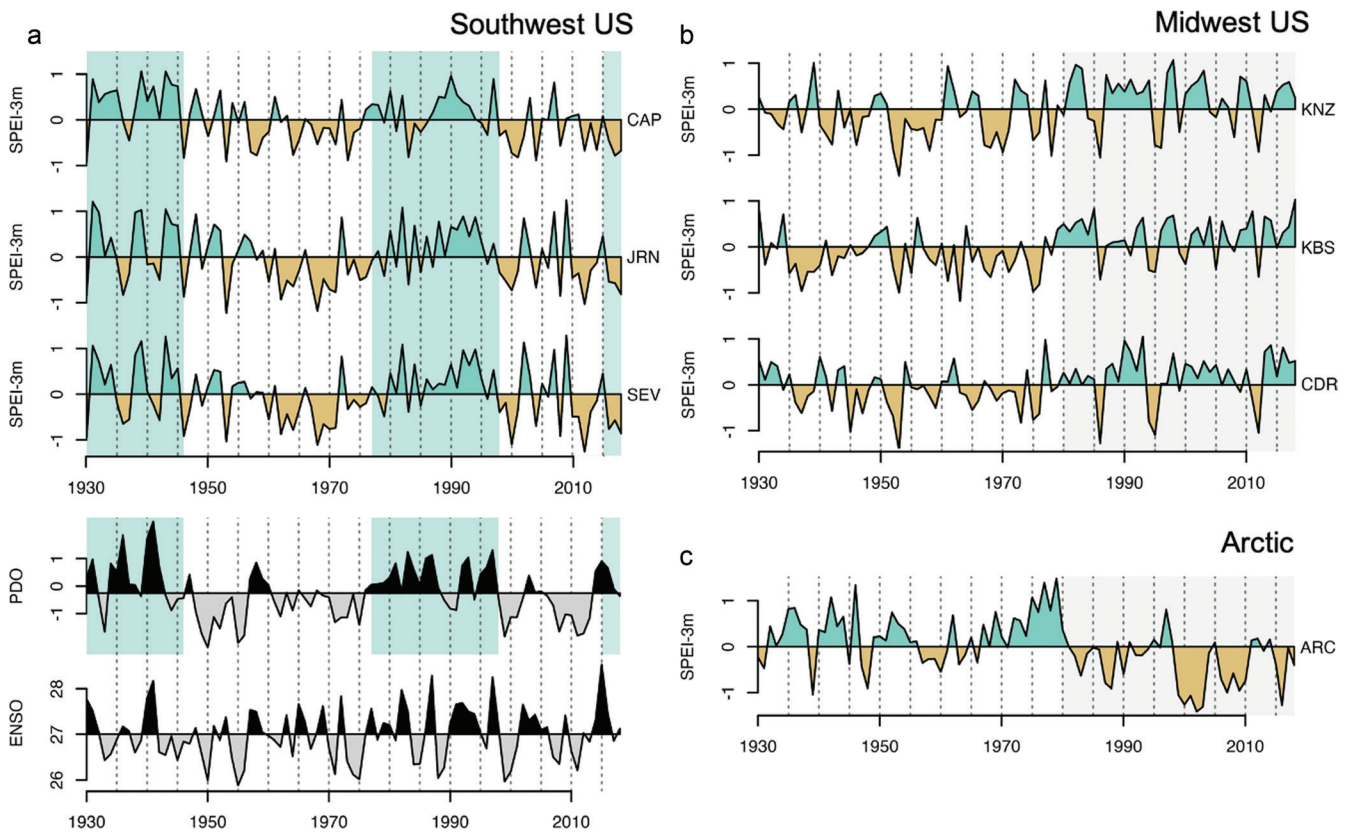 a
Southwest US
SPEI-3m
1
0
-1
CAP
SPEI-3m
1
0
-1
JRN
SPEI-3m
1
0
-1
SEV
1930 1950 1970 1990 2010
PDO
1
0
-1
ENSO
28
27
26
1930 1950 1970 1990 2010
b
Midwest US
SPEI-3m
1
0
-1
KNZ
SPEI-3m
1
0
-1
KBS
SPEI-3m
1
0
-1
CDR
1930 1950 1970 1990 2010
c
Arctic
SPEI-3m
1
0
-1
ARC
1930 1950 1970 1990 2010